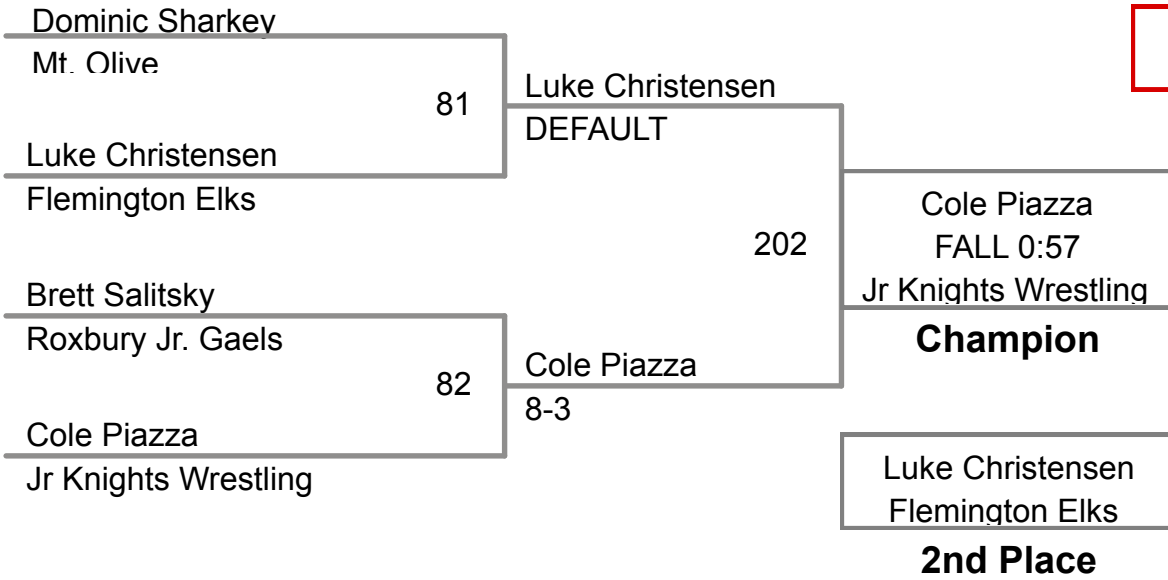 Dominic Sharkey
Mt. Olive
81
Luke Christensen
DEFAULT
Luke Christensen
Flemington Elks
Cole Piazza
FALL 0:57
Jr Knights Wrestling
Champion
202
Brett Salitsky
Roxbury Jr. Gaels
82
Cole Piazza
8-3
Cole Piazza
Jr Knights Wrestling
Luke Christensen
Flemington Elks
2nd Place